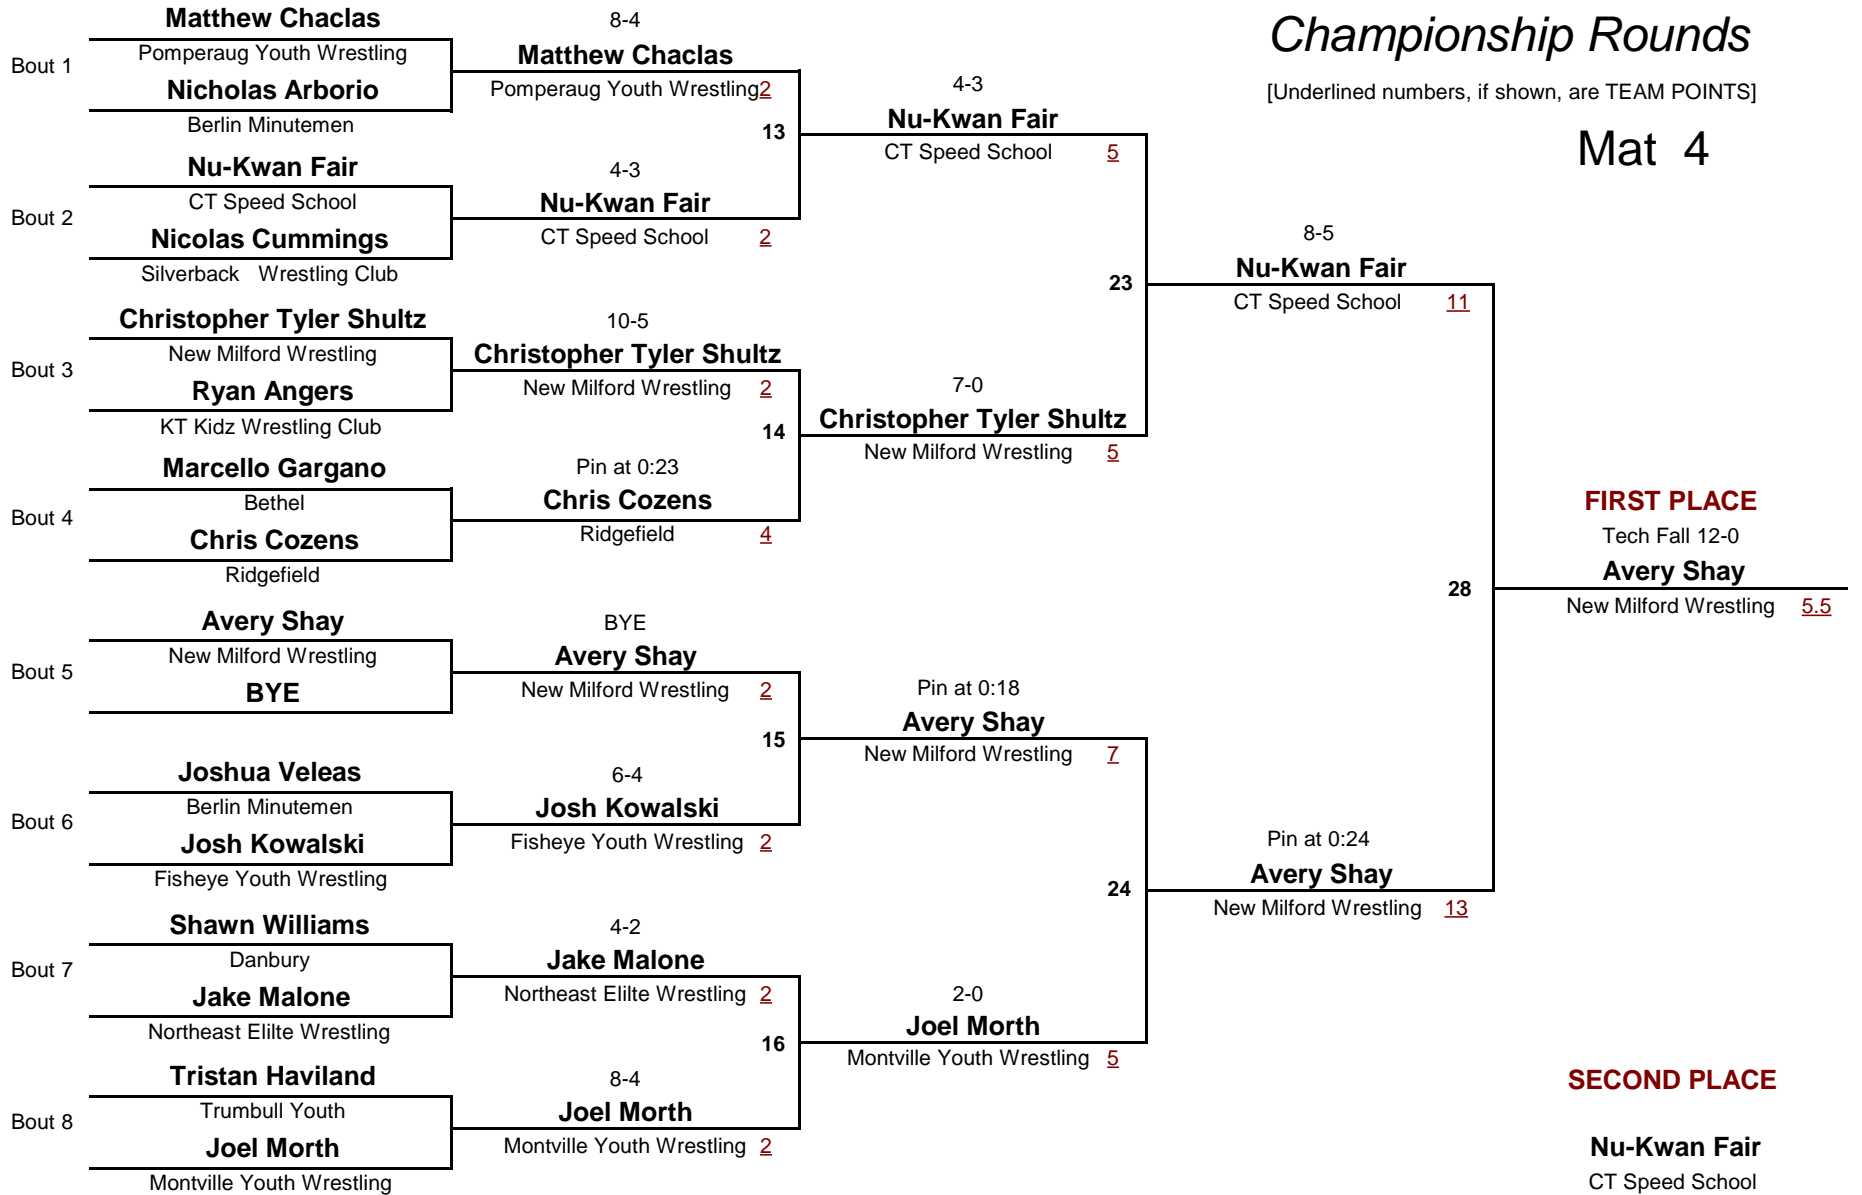 Championship Rounds
[Underlined numbers, if shown, are TEAM POINTS]
Mat 4
Bout 1
Matthew Chaclas
Pomperaug Youth Wrestling
Nicholas Arborio
Berlin Minutemen
Bout 2
Nu-Kwan Fair
CT Speed School
Nicolas Cummings
Silverback Wrestling Club
Bout 3
Christopher Tyler Shultz
New Milford Wrestling
Ryan Angers
KT Kidz Wrestling Club
Bout 4
Marcello Gargano
Bethel
Chris Cozens
Ridgefield
Bout 5
Avery Shay
New Milford Wrestling
BYE
Bout 6
Joshua Veleas
Berlin Minutemen
Josh Kowalski
Fisheye Youth Wrestling
Bout 7
Shawn Williams
Danbury
Jake Malone
Northeast Elilte Wrestling
Bout 8
Tristan Haviland
Trumbull Youth
Joel Morth
Montville Youth Wrestling
8-4
Matthew Chaclas
Pomperaug Youth Wrestling 2
13
4-3
Nu-Kwan Fair
CT Speed School 2
10-5
Christopher Tyler Shultz
New Milford Wrestling 2
14
Pin at 0:23
Chris Cozens
Ridgefield 4
BYE
Avery Shay
New Milford Wrestling 2
15
6-4
Josh Kowalski
Fisheye Youth Wrestling 2
4-2
Jake Malone
Northeast Elilte Wrestling 2
16
8-4
Joel Morth
Montville Youth Wrestling 2
4-3
Nu-Kwan Fair
CT Speed School 5
23
7-0
Christopher Tyler Shultz
New Milford Wrestling 5
Pin at 0:18
Avery Shay
New Milford Wrestling 7
24
2-0
Joel Morth
Montville Youth Wrestling 5
8-5
Nu-Kwan Fair
CT Speed School 11
28
Pin at 0:24
Avery Shay
New Milford Wrestling 13
FIRST PLACE
Tech Fall 12-0
Avery Shay
New Milford Wrestling 5.5
SECOND PLACE
Nu-Kwan Fair
CT Speed School